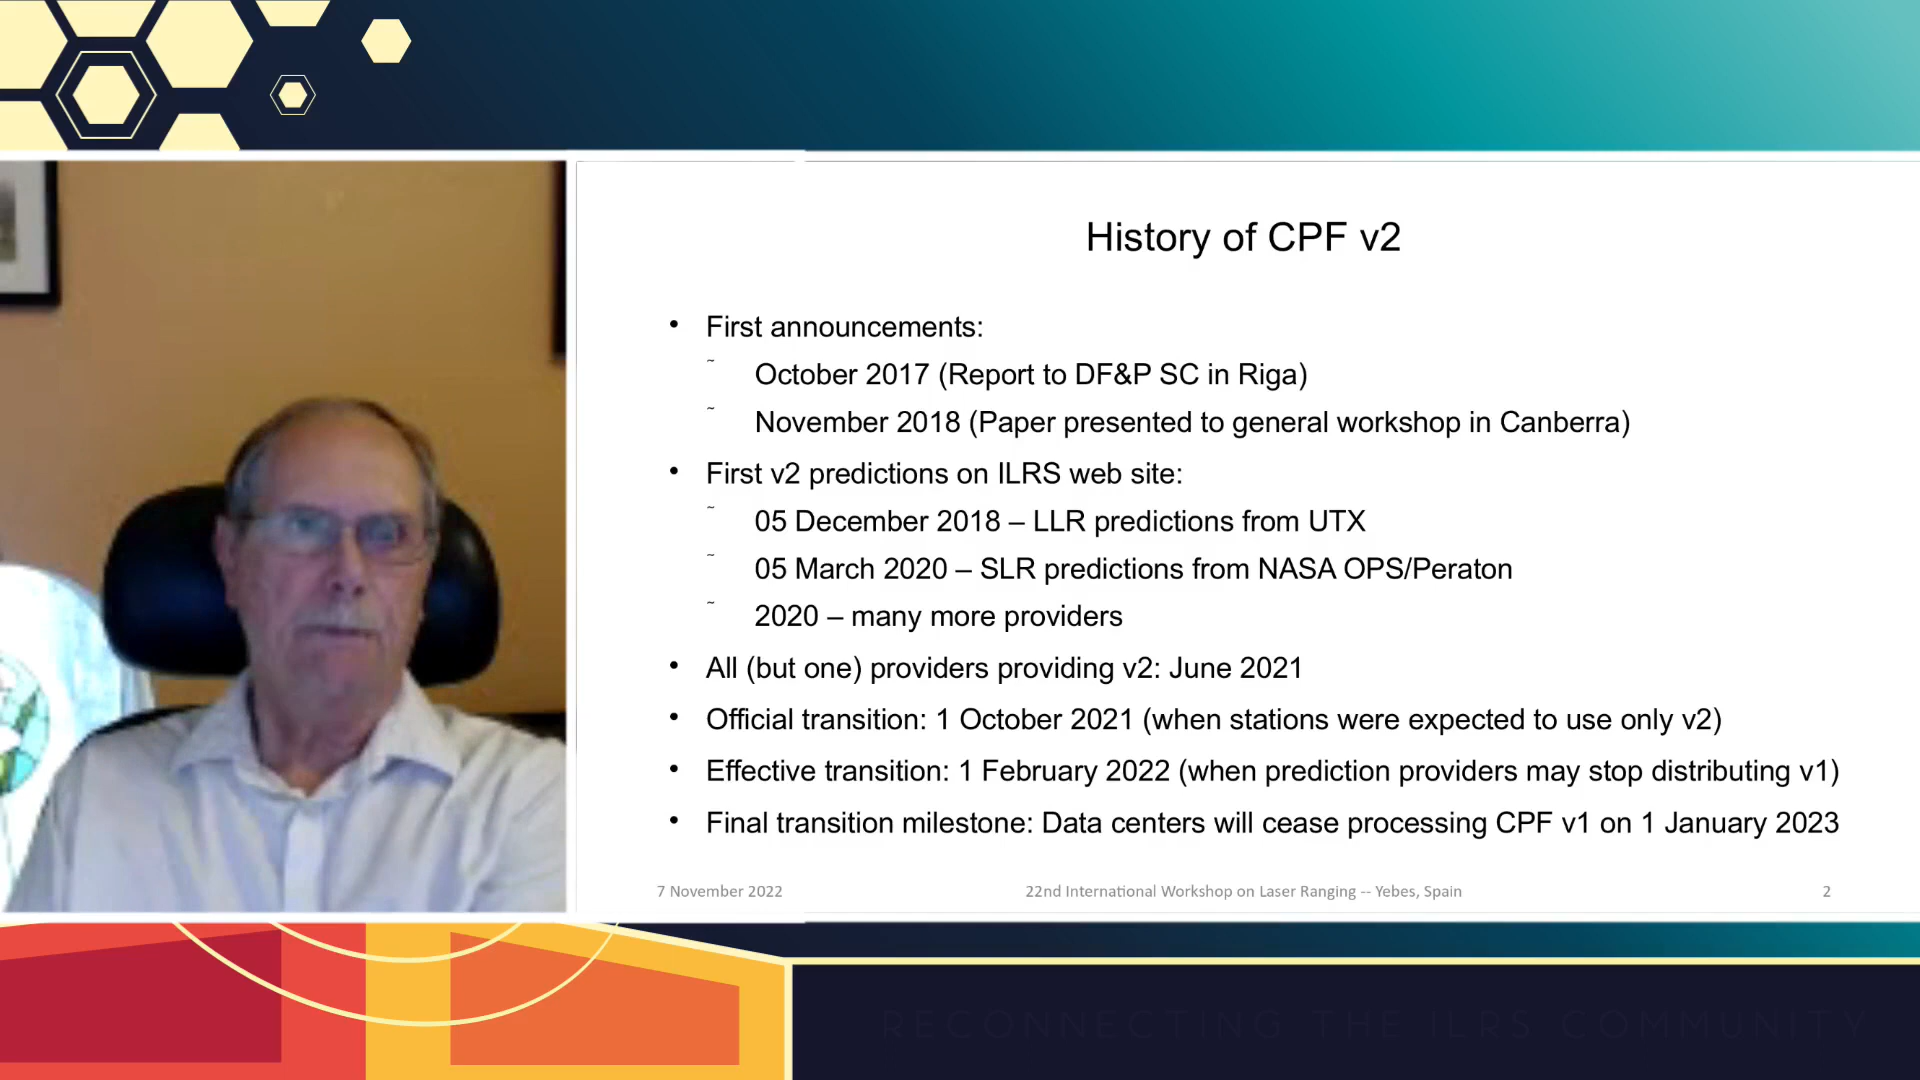 History of CPF v2
• First announcements:
~ October 2017 (Report to DF&P SC in Riga)
~ November 2018 (Paper presented to general workshop in Canberra)
• First v2 predictions on ILRS web site:
~ 05 December 2018 – LLR predictions from UTX
~ 05 March 2020 – SLR predictions from NASA OPS/Peraton
~ 2020 – many more providers
• All (but one) providers providing v2: June 2021
• Official transition: 1 October 2021 (when stations were expected to use only v2)
• Effective transition: 1 February 2022 (when prediction providers may stop distributing v1)
• Final transition milestone: Data centers will cease processing CPF v1 on 1 January 2023
7 November 2022
22nd International Workshop on Laser Ranging -- Yebes, Spain
2
RECONNECTING THE ILRS COMMUNITY